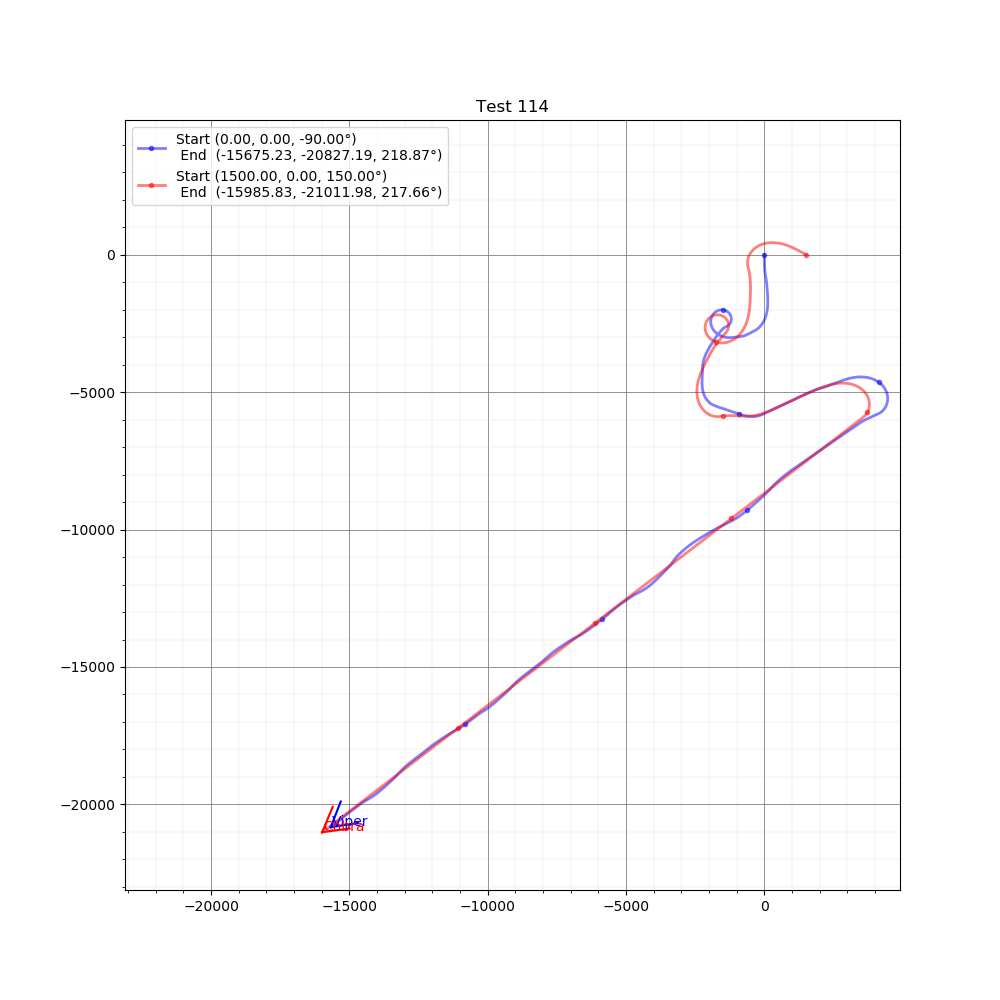 Test 114
Start (0.00, 0.00, -90.00°)
End (-15675.23, -20827.19, 218.87°)
Start (1500.00, 0.00, 150.00°)
End (-15985.83, -21011.98, 217.66°)
0
−5000
−10000
−15000
−20000
Viper
−20000 −15000 −10000 −5000 0